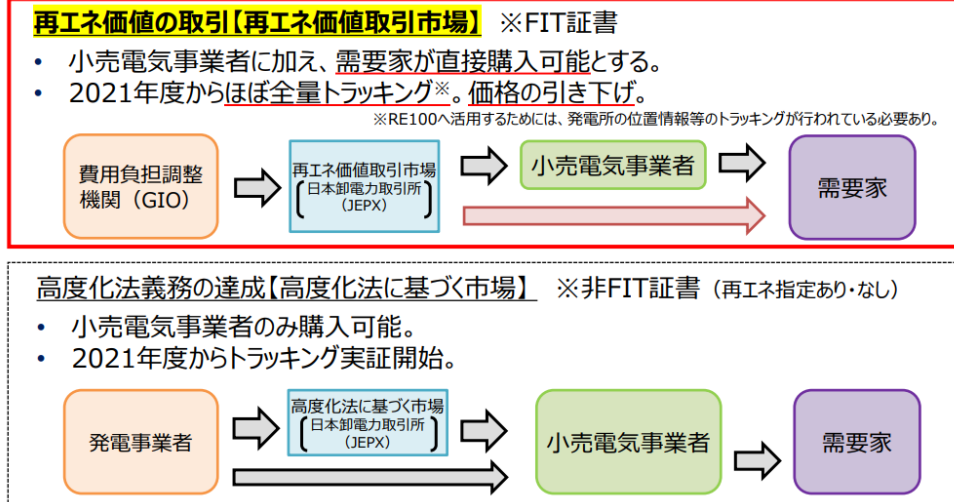 再エネ価値の取引【再エネ価値取引市場】 ※FIT証書
• 小売電気事業者に加え、需要家が直接購入可能とする。
• 2021年度からほぼ全量トラッキング※。価格の引き下げ。
※RE100へ活用するためには、発電所の位置情報等のトラッキングが行われている必要あり。
費用負担調整
機関（GIO）
再エネ価値取引市場
日本卸電力取引所
（JEPX）
小売電気事業者
需要家
高度化法義務の達成【高度化法に基づく市場】 ※非FIT証書（再エネ指定あり・なし）
• 小売電気事業者のみ購入可能。
• 2021年度からトラッキング実証開始。
発電事業者
高度化法に基づく市場
日本卸電力取引所
（JEPX）
小売電気事業者
需要家